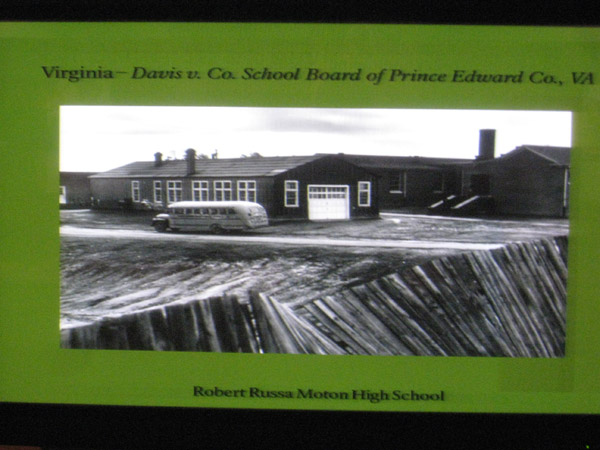 Virginia– Davis v. Co. School Board of Prince Edward Co., VA
Robert Russa Moton High School